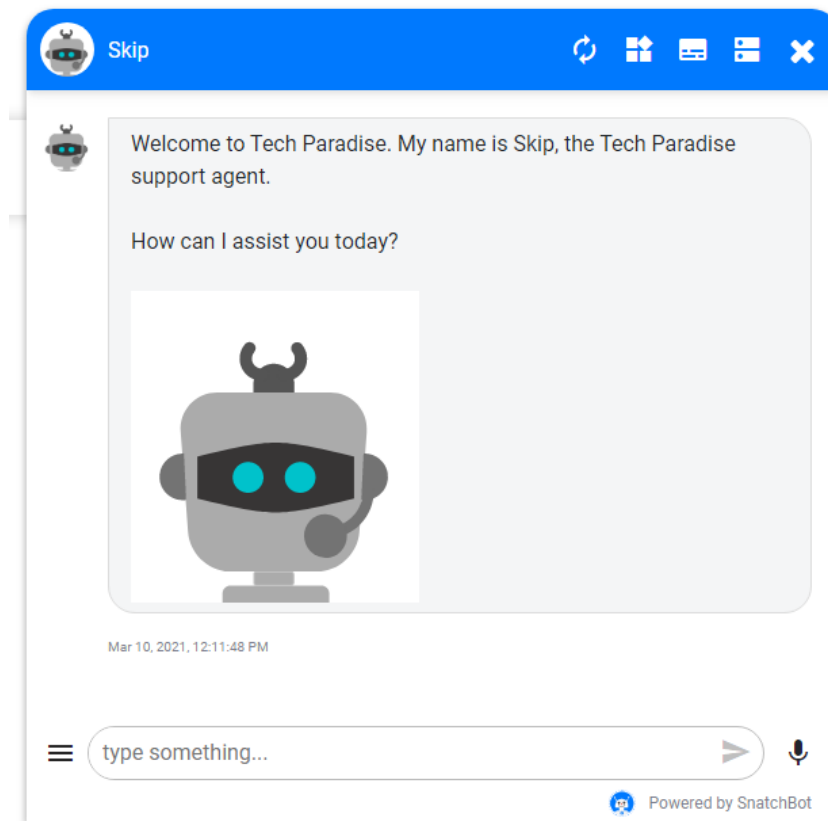 Skip
Welcome to Tech Paradise. My name is Skip, the Tech Paradise
support agent.
How can I assist you today?
Mar 10, 2021, 12:11:48 PM
type something...
Powered by SnatchBot